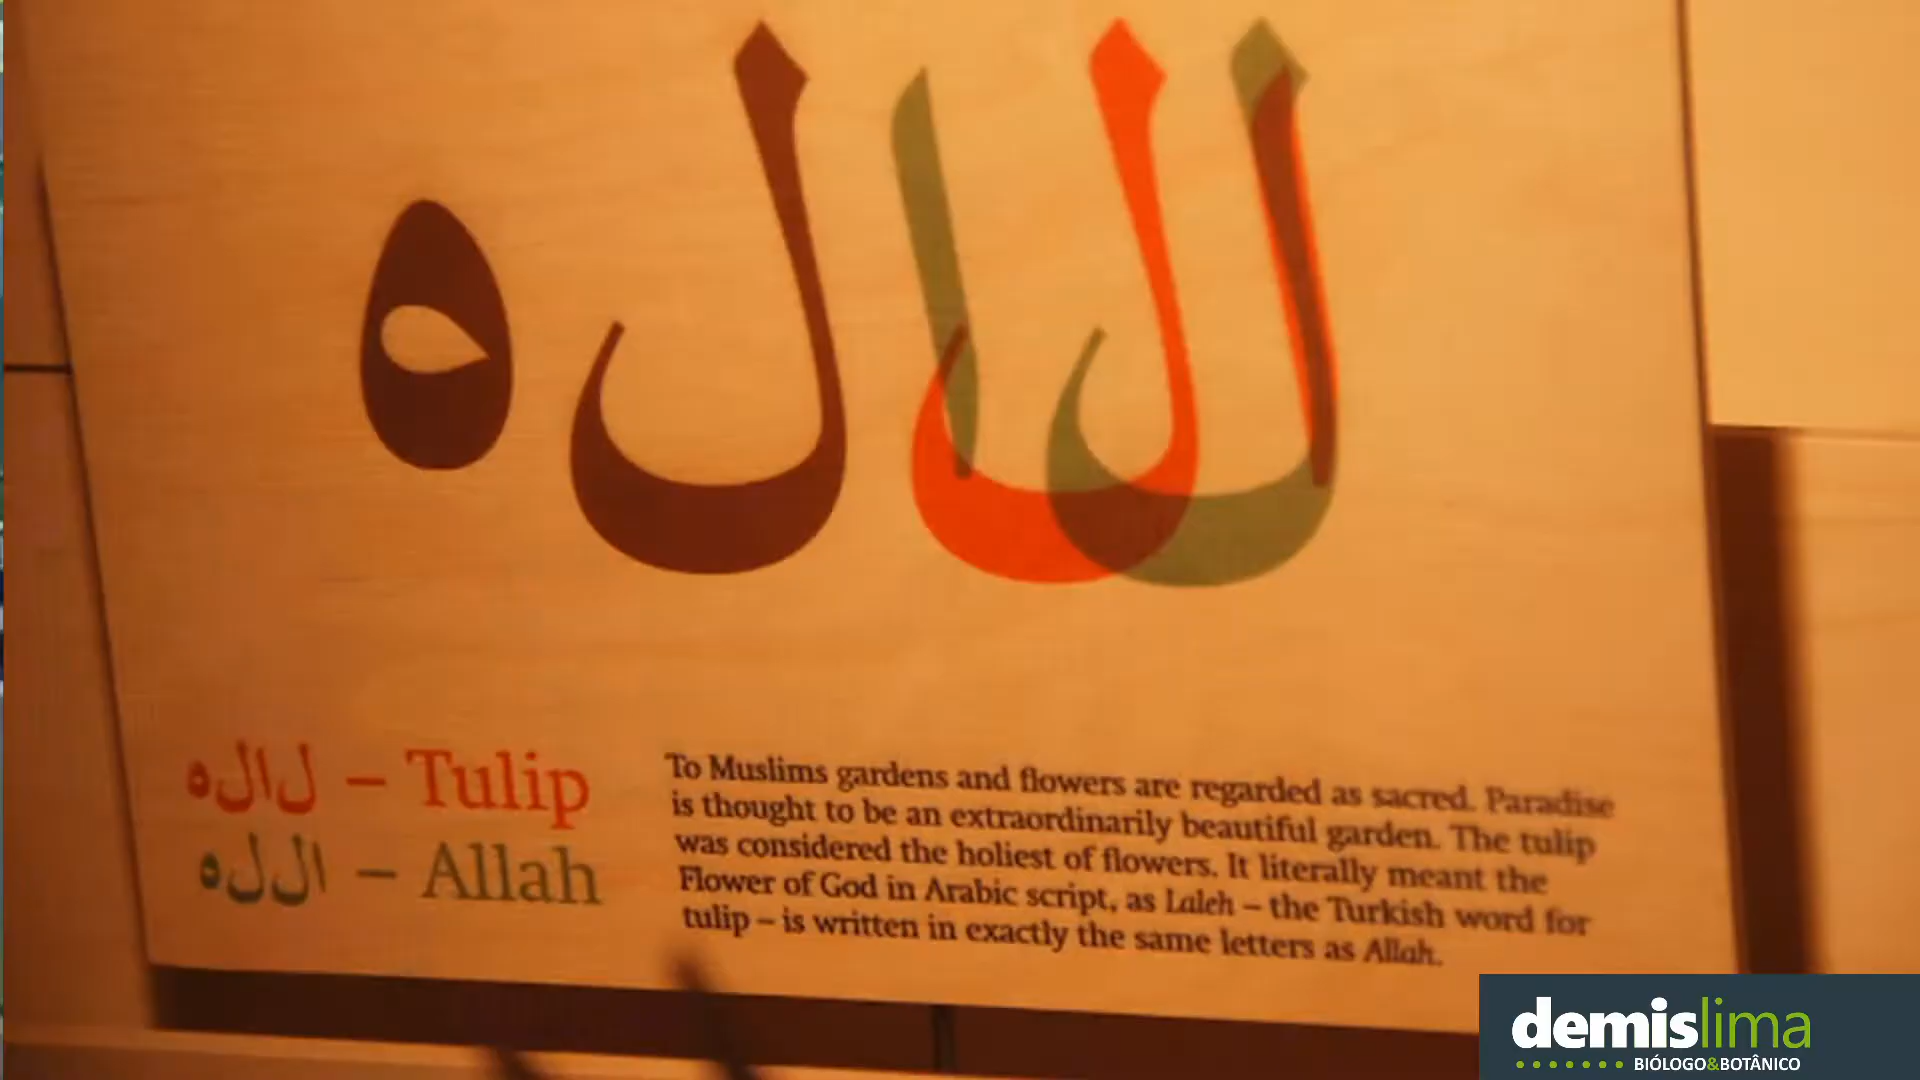 لاله
لاله – Tulip
الله – Allah
To Muslims gardens and flowers are regarded as sacred. Paradise
is thought to be an extraordinarily beautiful garden. The tulip
was considered the holiest of flowers. It literally meant the
Flower of God in Arabic script, as Laleh – the Turkish word for
tulip – is written in exactly the same letters as Allah.
demislima
BIÓLOGO&BOTÂNICO